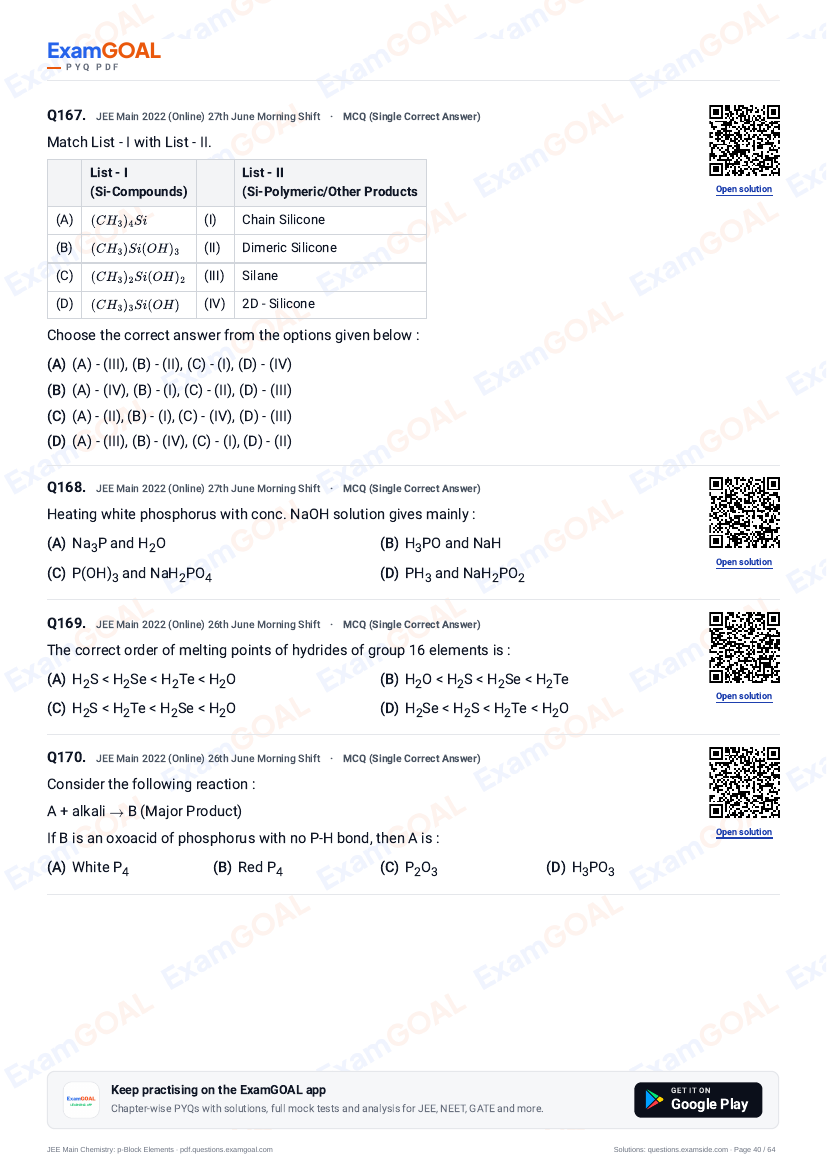 ExamGOAL
PYQ PDF
Q167. JEE Main 2022 (Online) 27th June Morning Shift · MCQ (Single Correct Answer)
Match List - I with List - II.
List - I
(Si-Compounds)
List - II
(Si-Polymeric/Other Products
(A) (CH₃)₄Si (I) Chain Silicone
(B) (CH₃)Si(OH)₃ (II) Dimeric Silicone
(C) (CH₃)₂Si(OH)₂ (III) Silane
(D) (CH₃)₃Si(OH) (IV) 2D - Silicone
Choose the correct answer from the options given below :
(A) (A) - (III), (B) - (II), (C) - (I), (D) - (IV)
(B) (A) - (IV), (B) - (I), (C) - (II), (D) - (III)
(C) (A) - (II), (B) - (I), (C) - (IV), (D) - (III)
(D) (A) - (III), (B) - (IV), (C) - (I), (D) - (II)
Open solution
Q168. JEE Main 2022 (Online) 27th June Morning Shift · MCQ (Single Correct Answer)
Heating white phosphorus with conc. NaOH solution gives mainly :
(A) Na₃P and H₂O (B) H₃PO and NaH
(C) P(OH)₃ and NaH₂PO₄ (D) PH₃ and NaH₂PO₂
Open solution
Q169. JEE Main 2022 (Online) 26th June Morning Shift · MCQ (Single Correct Answer)
The correct order of melting points of hydrides of group 16 elements is :
(A) H₂S < H₂Se < H₂Te < H₂O (B) H₂O < H₂S < H₂Se < H₂Te
(C) H₂S < H₂Te < H₂Se < H₂O (D) H₂Se < H₂S < H₂Te < H₂O
Open solution
Q170. JEE Main 2022 (Online) 26th June Morning Shift · MCQ (Single Correct Answer)
Consider the following reaction :
A + alkali → B (Major Product)
If B is an oxoacid of phosphorus with no P-H bond, then A is :
(A) White P₄ (B) Red P₄ (C) P₂O₃ (D) H₃PO₃
Open solution
ExamGOAL
Keep practising on the ExamGOAL app
Chapter-wise PYQs with solutions, full mock tests and analysis for JEE, NEET, GATE and more.
GET IT ON
Google Play
JEE Main Chemistry: p-Block Elements · pdf.questions.examgoal.com
Solutions: questions.examside.com · Page 40 / 64